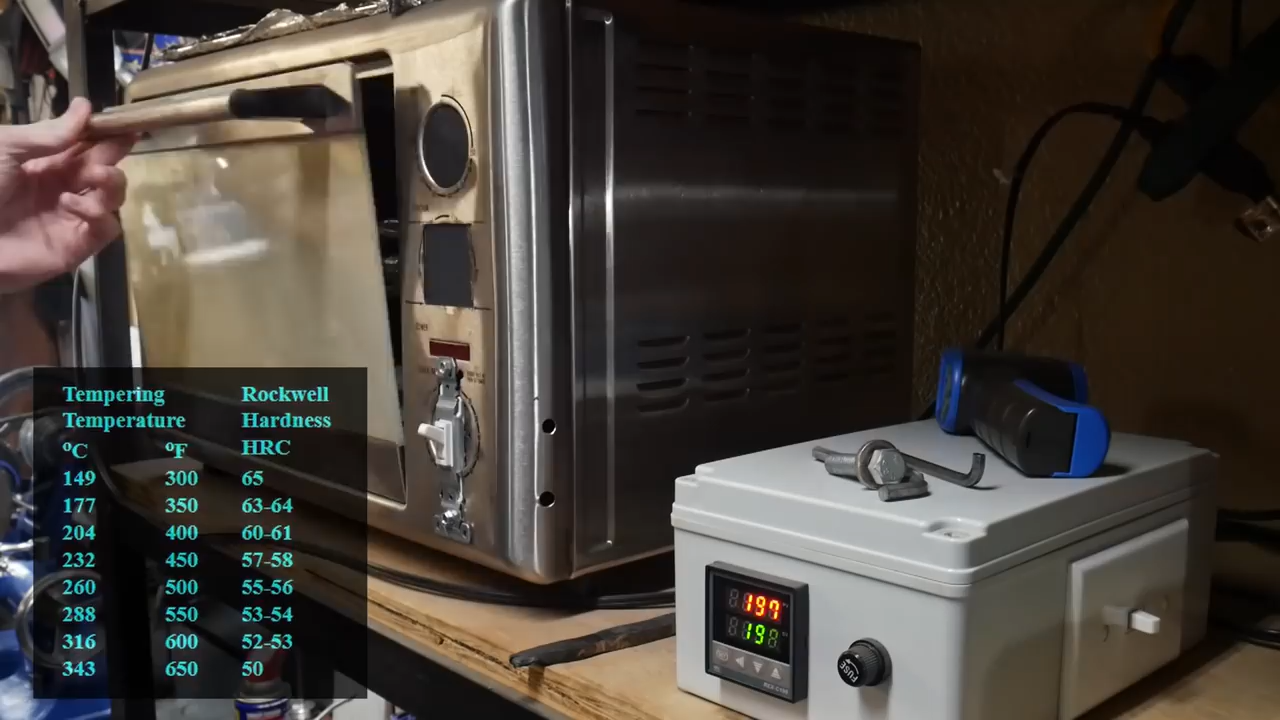 Tempering Rockwell
Temperature Hardness
ºC ºF HRC
149 300 65
177 350 63-64
204 400 60-61
232 450 57-58
260 500 55-56
288 550 53-54
316 600 52-53
343 650 50
197
FUSE